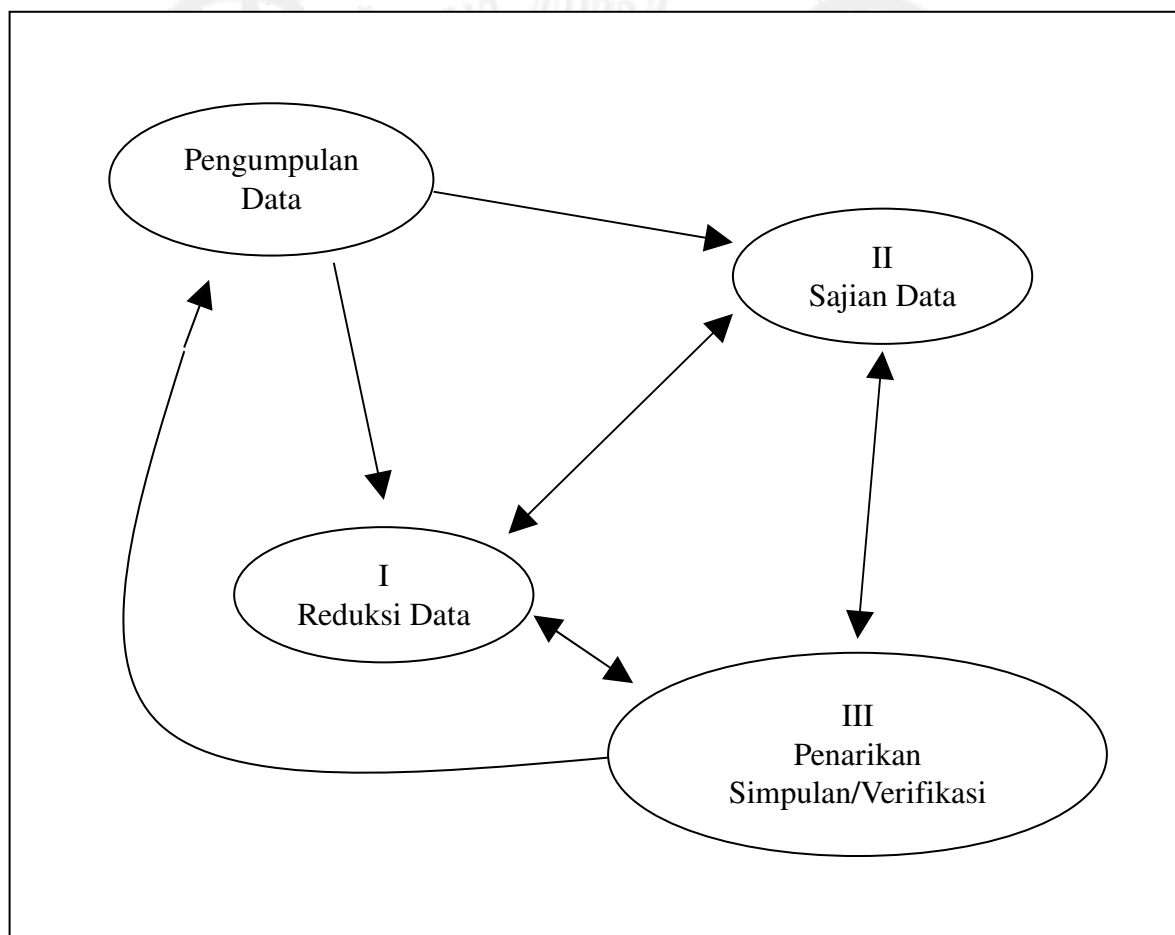 Pengumpulan
Data
II
Sajian Data
I
Reduksi Data
III
Penarikan
Simpulan/Verifikasi